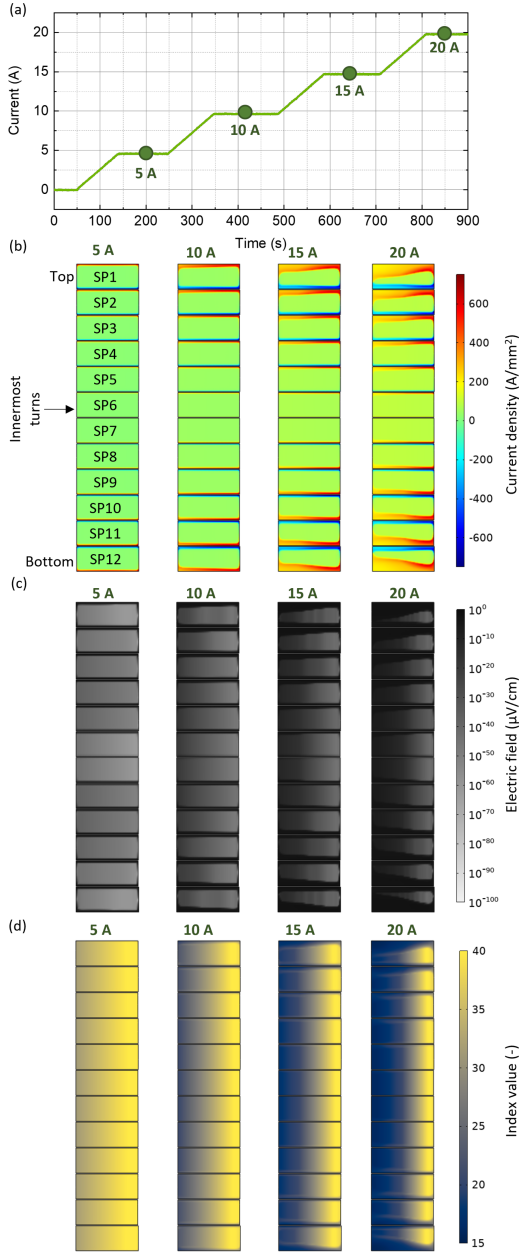 (a)
Current (A)
20
15
10
5
0
5 A
10 A
15 A
20 A
0 100 200 300 400 500 600 700 800 900
Time (s)
(b)
5 A 10 A 15 A 20 A
Top
Innermost
turns
Bottom
SP1
SP2
SP3
SP4
SP5
SP6
SP7
SP8
SP9
SP10
SP11
SP12
600
400
200
0
-200
-400
-600
Current density (A/mm²)
(c)
5 A 10 A 15 A 20 A
10⁰
10⁻¹⁰
10⁻²⁰
10⁻³⁰
10⁻⁴⁰
10⁻⁵⁰
10⁻⁶⁰
10⁻⁷⁰
10⁻⁸⁰
10⁻⁹⁰
10⁻¹⁰⁰
Electric field (µV/cm)
(d)
5 A 10 A 15 A 20 A
40
35
30
25
20
15
Index value (-)